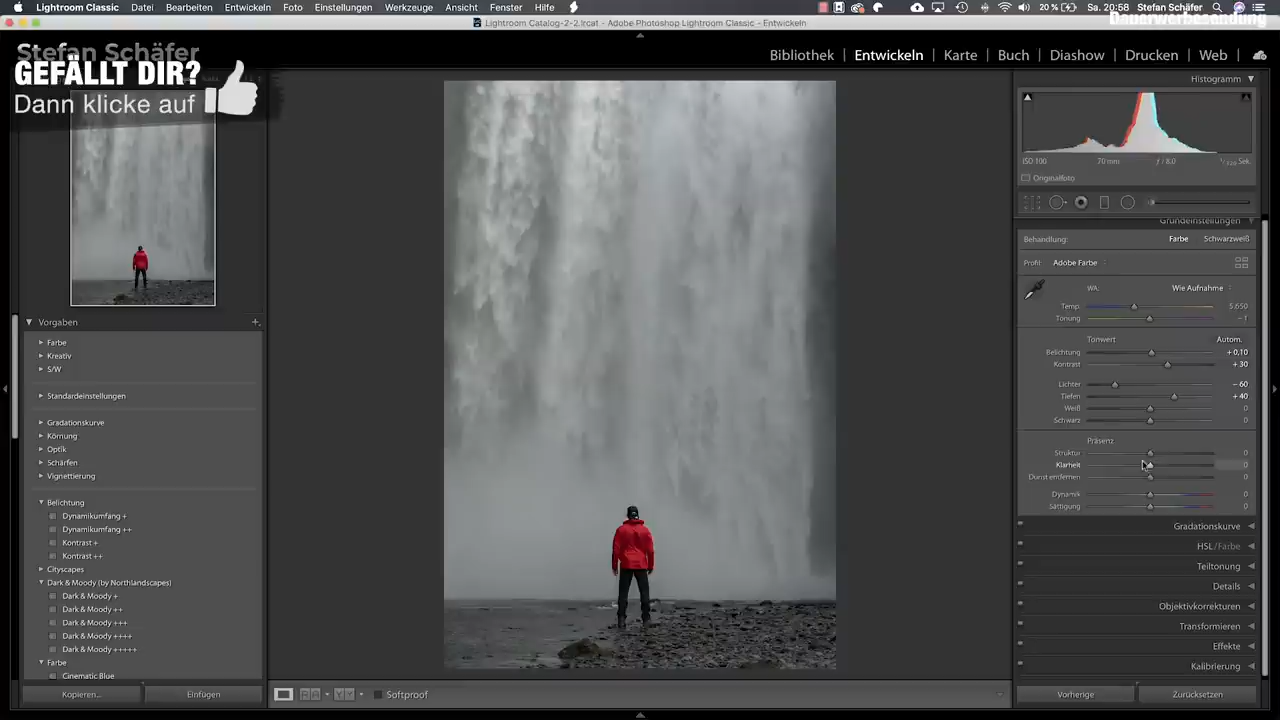 Lightroom Classic Datei Bearbeiten Entwickeln Foto Einstellungen Werkzeuge Ansicht Fenster Hilfe 20 % Sa. 20:58 Stefan Schäfer
Lightroom Catalog-2-2.lrcat - Adobe Photoshop Lightroom Classic - Entwickeln
Dauerwerbesendung
Stefan Schäfer
GEFÄLLT DIR?
Dann klicke auf
Bibliothek Entwickeln Karte Buch Diashow Drucken Web
Histogramm
ISO 100 70 mm ƒ / 8,0 Sek.
Originalfoto
Grundeinstellungen
Behandlung: Farbe Schwarzweiß
Profil: Adobe Farbe
WA: Wie Aufnahme
Temp. 5.650
Tonung − 1
Tonwert Autom.
Belichtung + 0,10
Kontrast + 30
Lichter − 60
Tiefen + 40
Weiß 0
Schwarz 0
Präsenz
Struktur 0
Klarheit 0
Dunst entfernen 0
Dynamik 0
Sättigung 0
Gradationskurve
HSL/Farbe
Teiltonung
Details
Objektivkorrekturen
Transformieren
Effekte
Kalibrierung
Vorherige Zurücksetzen
Vorgaben
Farbe
Kreativ
S/W
Standardeinstellungen
Gradationskurve
Körnung
Optik
Schärfen
Vignettierung
Belichtung
Dynamikumfang +
Dynamikumfang ++
Kontrast +
Kontrast ++
Cityscapes
Dark & Moody (by Northlandscapes)
Dark & Moody +
Dark & Moody ++
Dark & Moody +++
Dark & Moody ++++
Dark & Moody +++++
Farbe
Cinematic Blue
Kopieren... Einfügen
Softproof